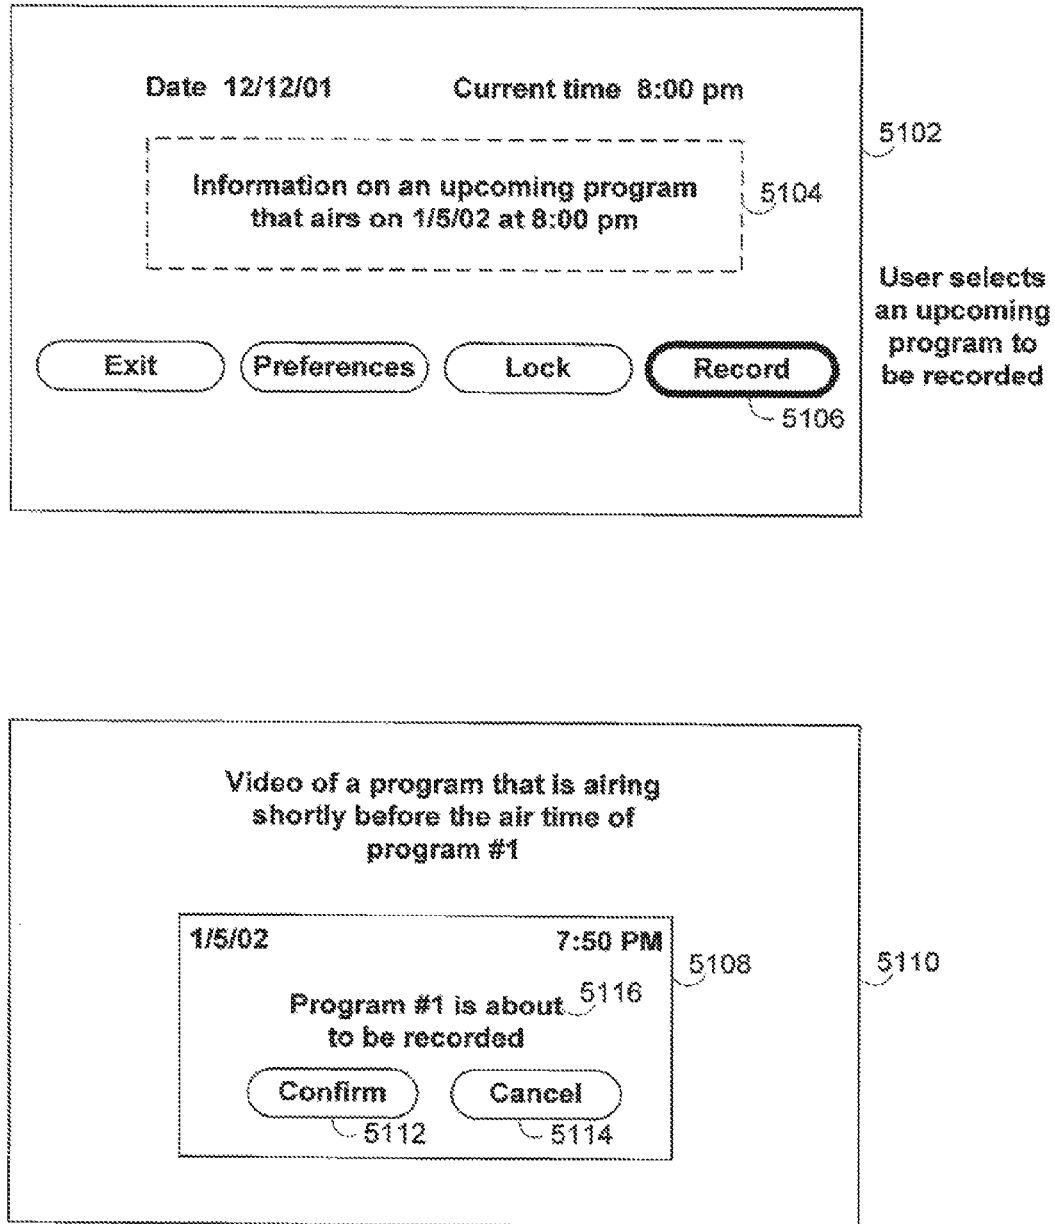 Date 12/12/01 Current time 8:00 pm
5102
Information on an upcoming program
that airs on 1/5/02 at 8:00 pm
5104
User selects
an upcoming
program to
be recorded
Exit Preferences Lock Record
5106
Video of a program that is airing
shortly before the air time of
program #1
1/5/02 7:50 PM
5108
5110
Program #1 is about
to be recorded
5116
Confirm Cancel
5112 5114